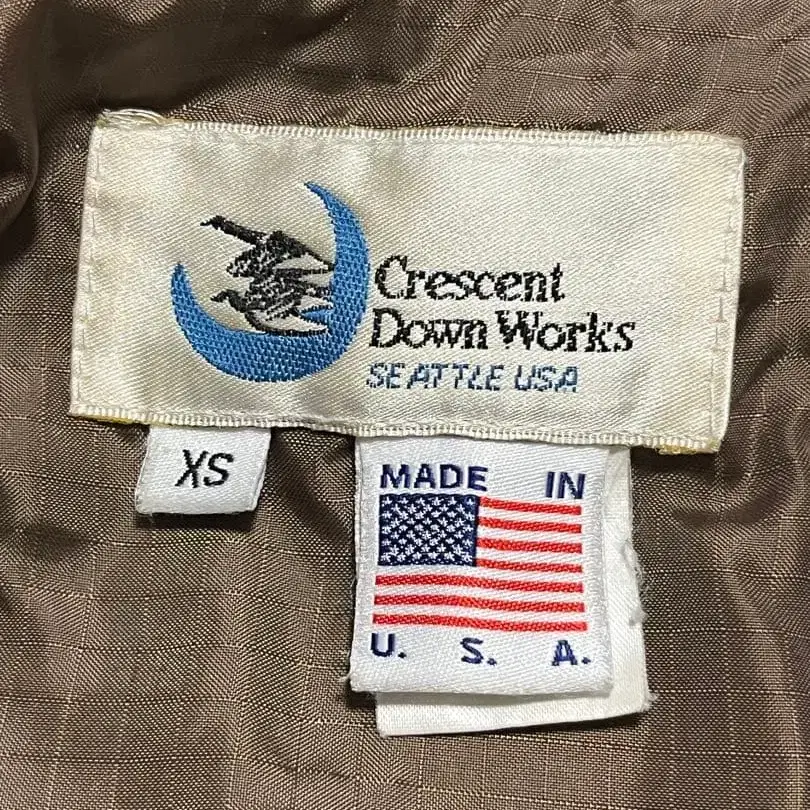 Crescent
Down Works
SEATTLE USA
XS
MADE IN
U. S. A.